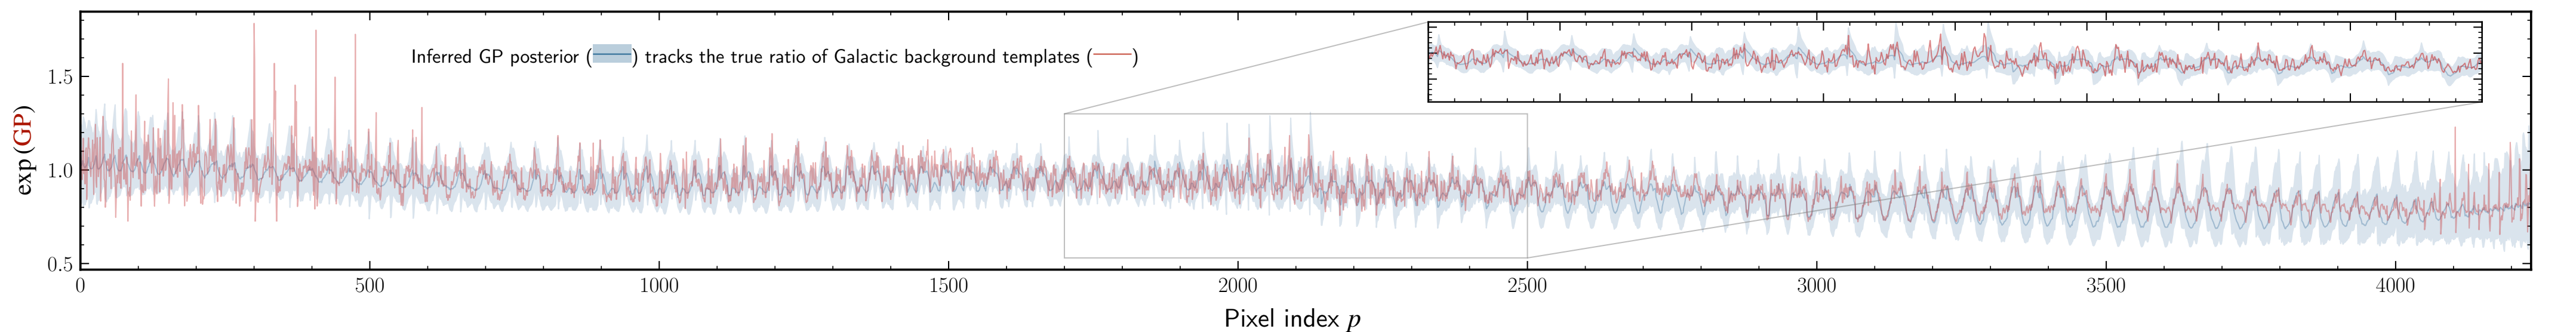 Inferred GP posterior ( ) tracks the true ratio of Galactic background templates ( )
exp (GP)
1.5
1.0
0.5
0 500 1000 1500 2000 2500 3000 3500 4000
Pixel index p